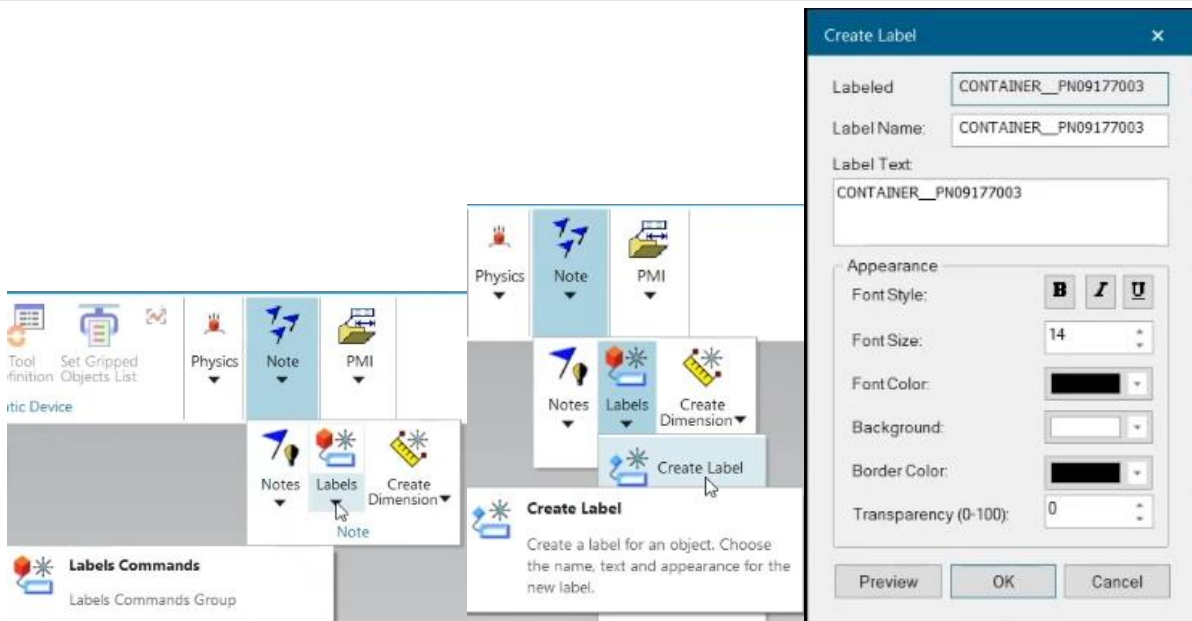 Tool
finition
Set Gripped
Objects List
Physics
Note
PMI
tic Device
Notes
Labels
Create
Dimension
Note
Labels Commands
Labels Commands Group
Physics
Note
PMI
Notes
Labels
Create
Dimension
Create Label
Create Label
Create a label for an object. Choose
the name, text and appearance for the
new label.
Create Label
Labeled CONTAINER__PN09177003
Label Name: CONTAINER__PN09177003
Label Text
CONTAINER__PN09177003
Appearance
Font Style: B I U
Font Size: 14
Font Color:
Background:
Border Color:
Transparency (0-100): 0
Preview OK Cancel